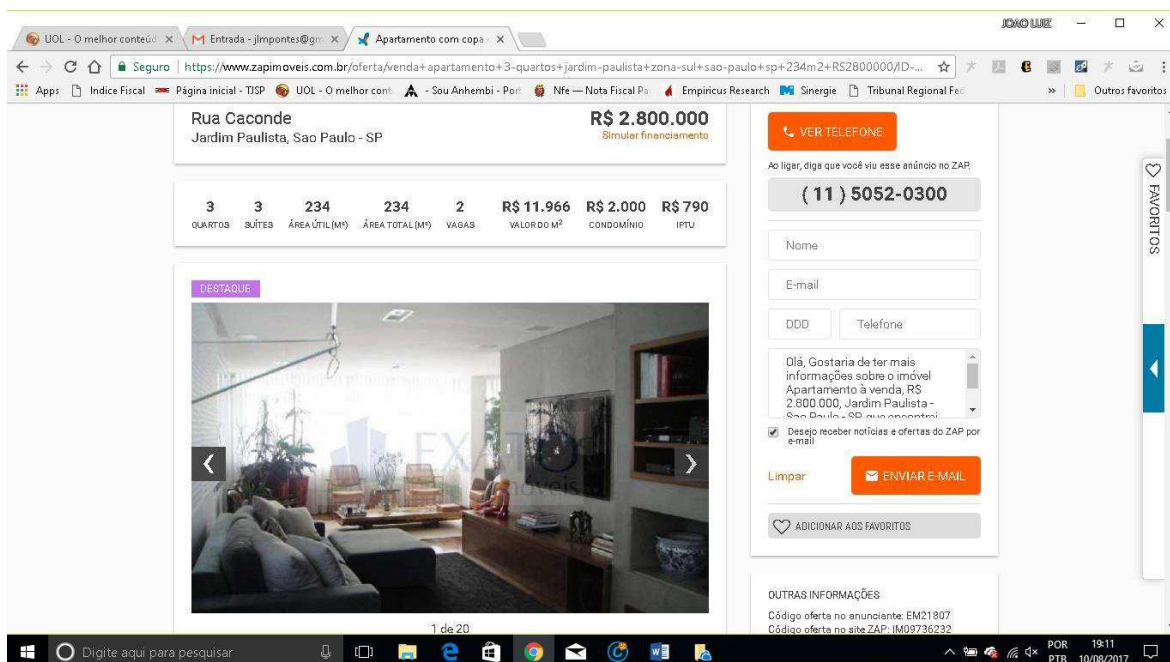 JOAO LUIZ
UOL - O melhor conteúd
Entrada - jlmpontes@gm
Apartamento com copa
Seguro
https://www.zapimoveis.com.br/oferta/venda+apartamento+3-quartos+jardim-paulista+zona-sul+sao-paulo+sp+234m2+RS2800000/ID-...
Apps
Indice Fiscal
Página inicial - TJSP
UOL - O melhor cont
- Sou Anhembi - Port
Nfe — Nota Fiscal Pa
Empiricus Research
Sinergie
Tribunal Regional Fed
»
Outros favoritos
Rua Caconde
R$ 2.800.000
Jardim Paulista, Sao Paulo - SP
Simular financiamento
3 3 234 234 2 R$ 11.966 R$ 2.000 R$ 790
QUARTOS SUÍTES ÁREA ÚTIL (M²) ÁREA TOTAL (M²) VAGAS VALOR DO M² CONDOMÍNIO IPTU
DESTAQUE
EXATO
imóveis
1 de 20
VER TELEFONE
Ao ligar, diga que você viu esse anúncio no ZAP.
( 11 ) 5052-0300
Nome
E-mail
DDD
Telefone
Olá, Gostaria de ter mais
informações sobre o imóvel
Apartamento à venda, R$
2.800.000, Jardim Paulista -
Sao Paulo - SP, que encontrei
Desejo receber notícias e ofertas do ZAP por
e-mail
Limpar
ENVIAR E-MAIL
ADICIONAR AOS FAVORITOS
OUTRAS INFORMAÇÕES
Código oferta no anunciante: EM21807
Código oferta no site ZAP: IM09736232
FAVORITOS
Digite aqui para pesquisar
POR
PTB
19:11
10/08/2017